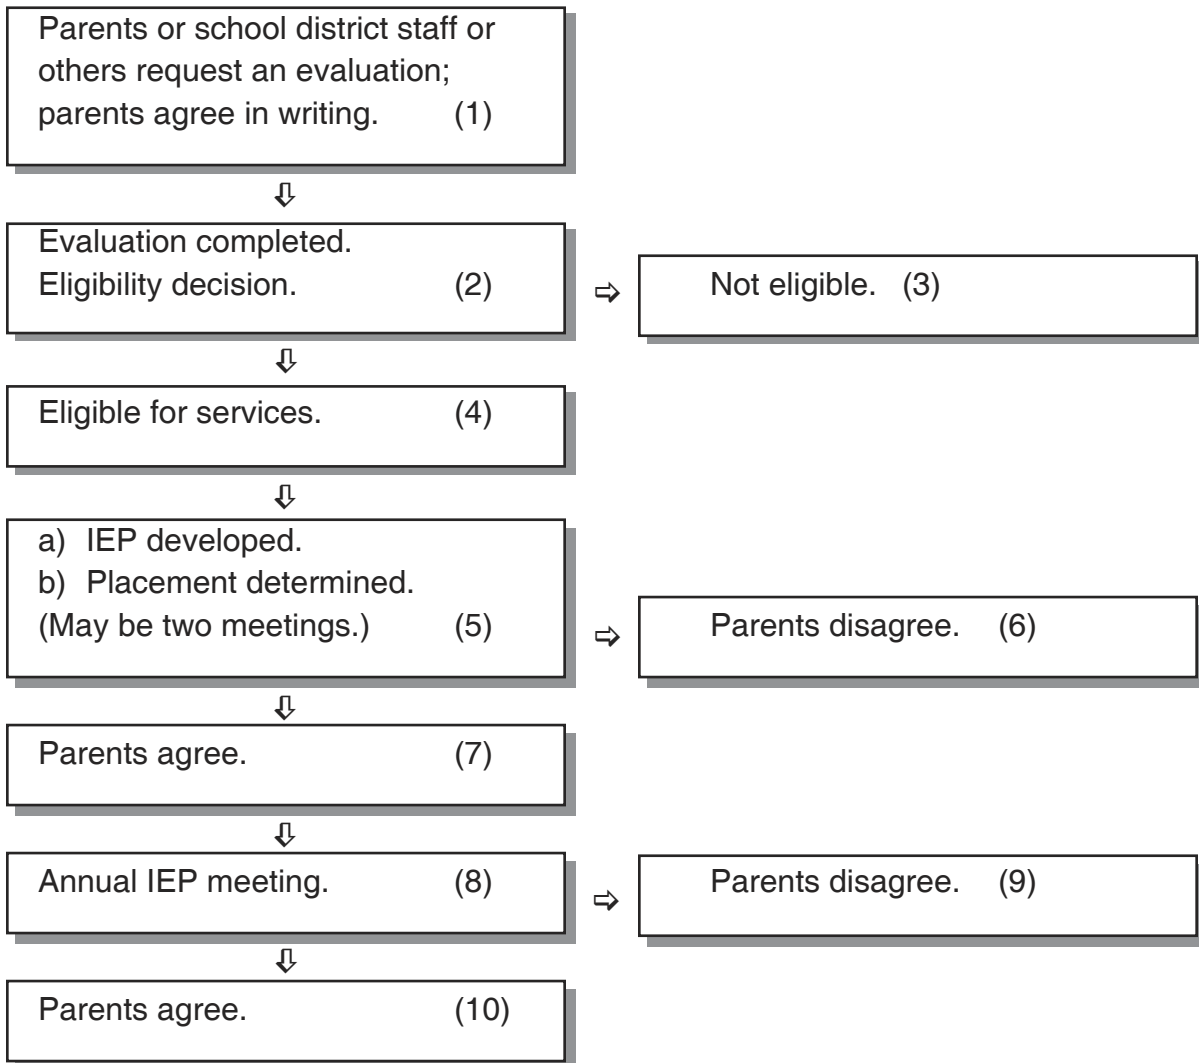 Parents or school district staff or
others request an evaluation;
parents agree in writing. (1)
Evaluation completed.
Eligibility decision. (2)
Not eligible. (3)
Eligible for services. (4)
a) IEP developed.
b) Placement determined.
(May be two meetings.) (5)
Parents disagree. (6)
Parents agree. (7)
Annual IEP meeting. (8)
Parents disagree. (9)
Parents agree. (10)